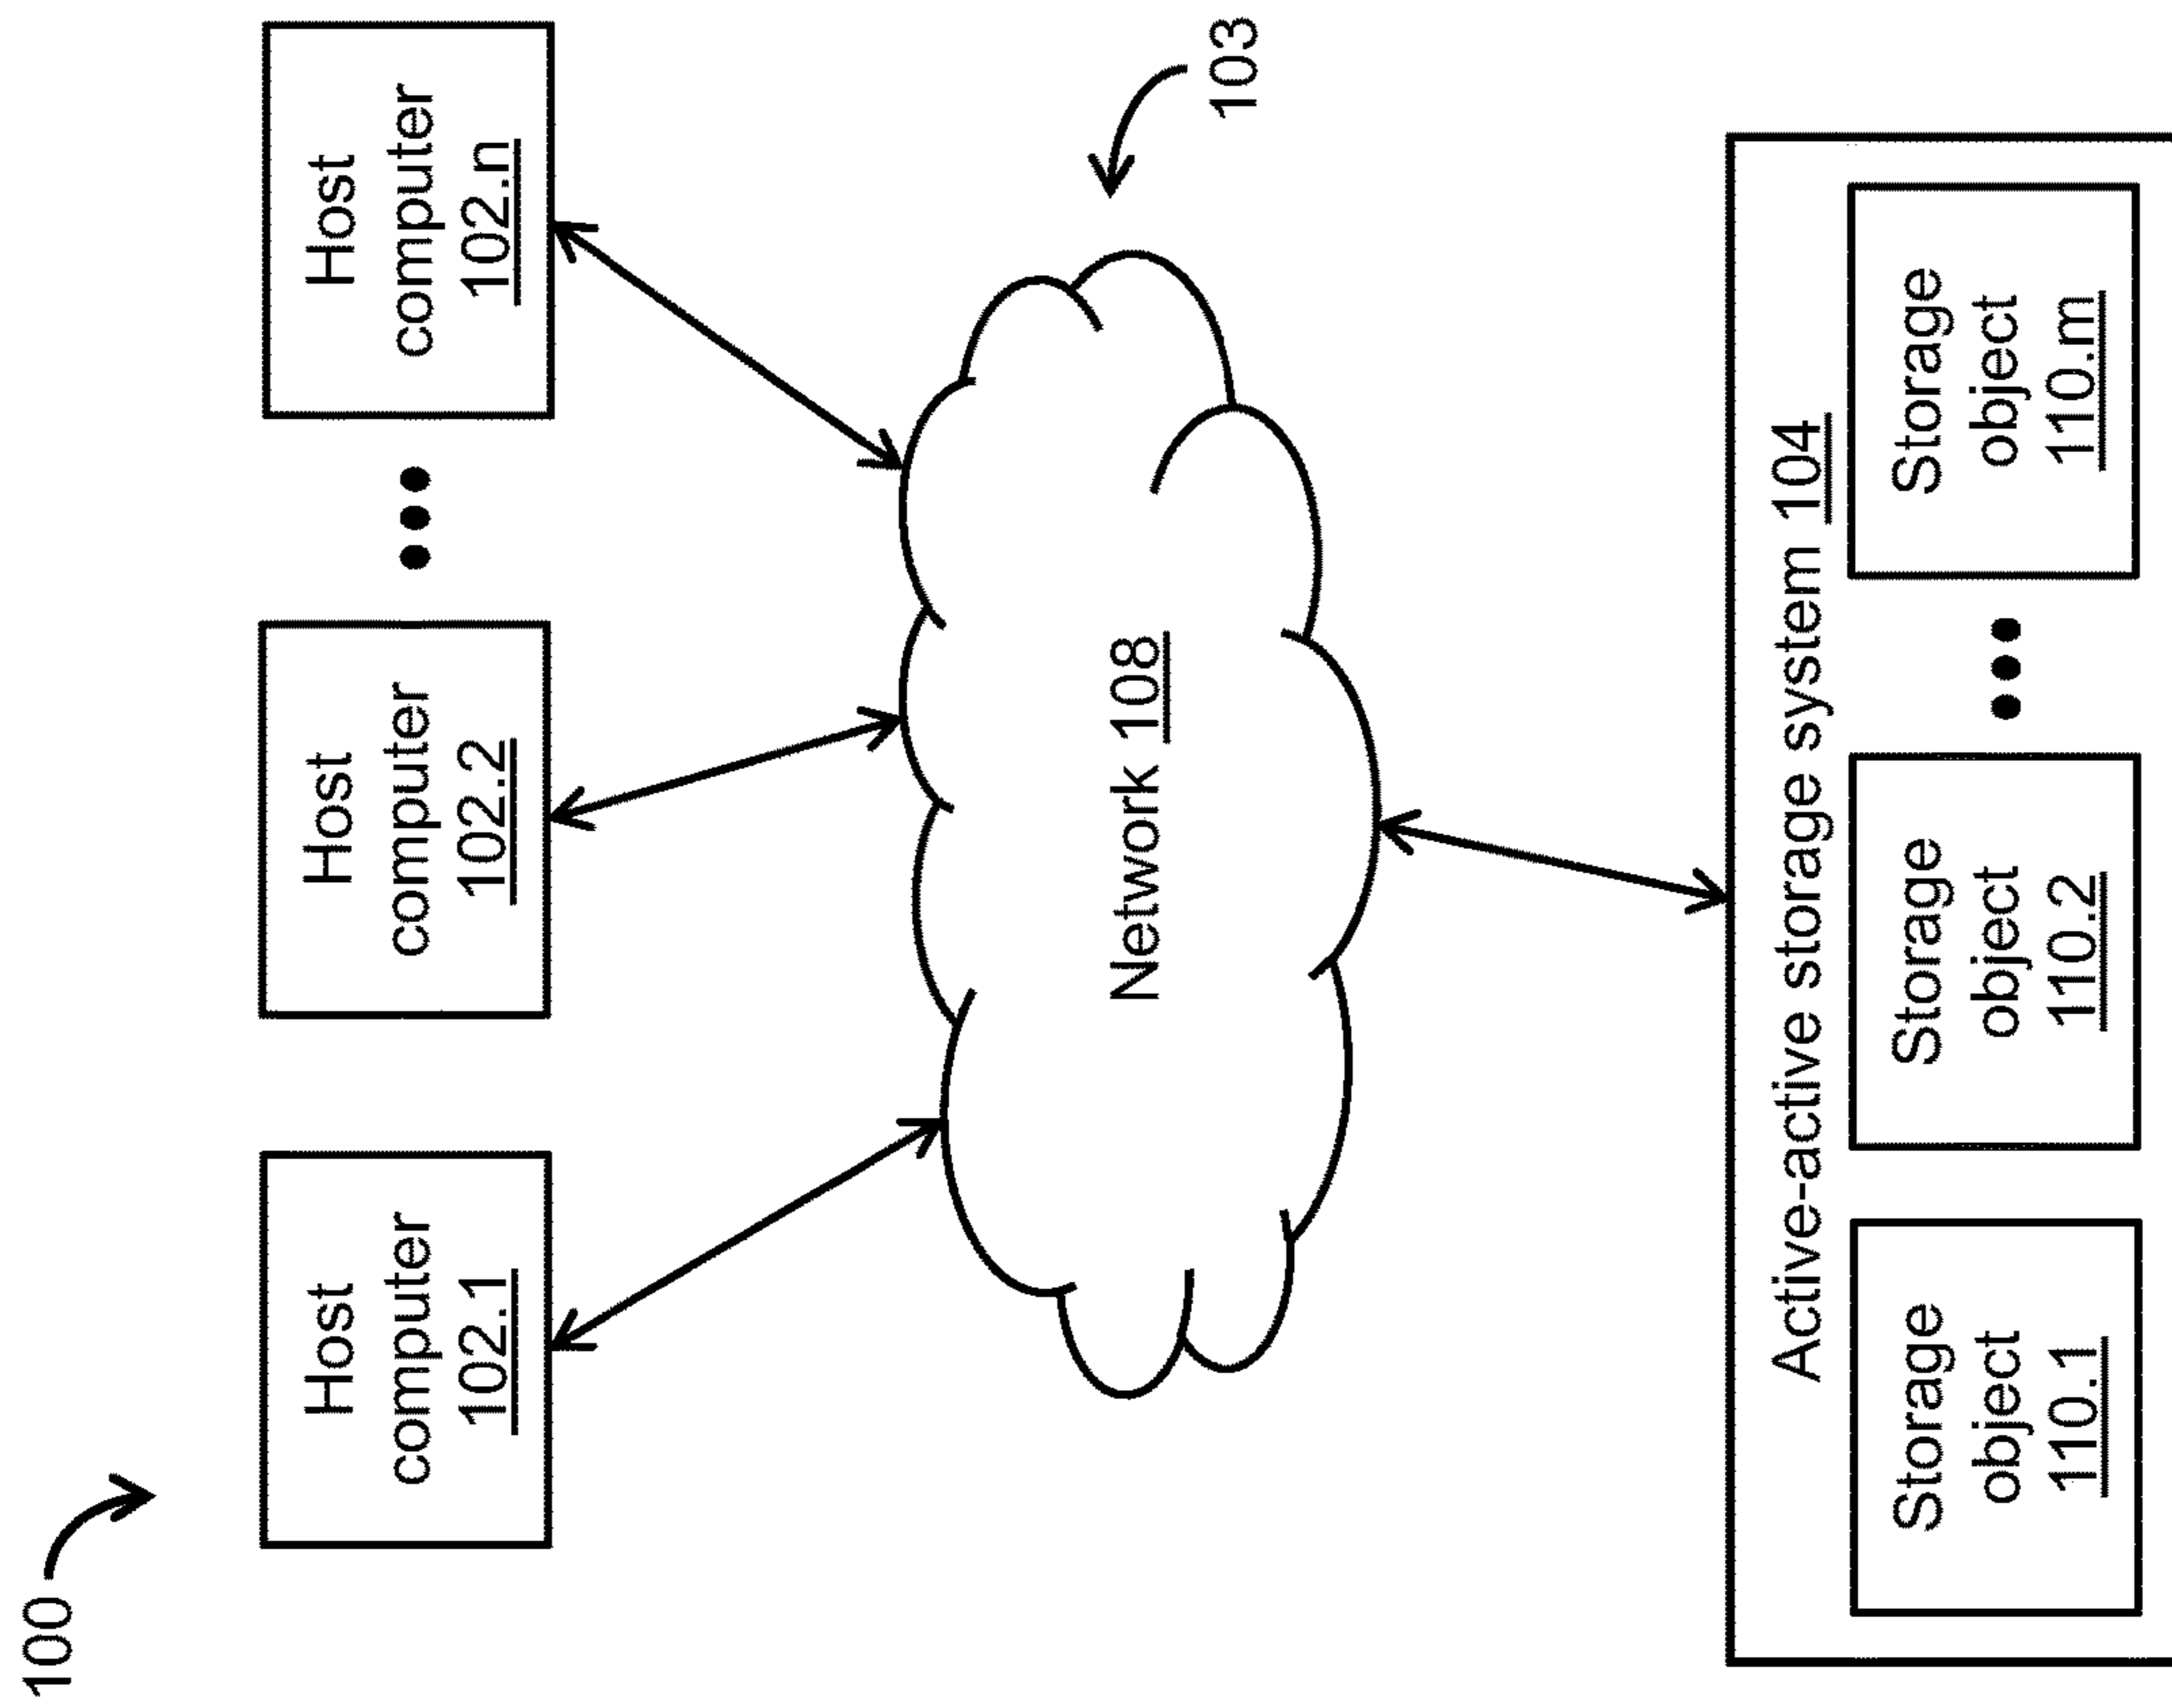 100
Host
computer
102.1
Host
computer
102.2
Host
computer
102.n
103
Network 108
Active-active storage system 104
Storage
object
110.1
Storage
object
110.2
Storage
object
110.m